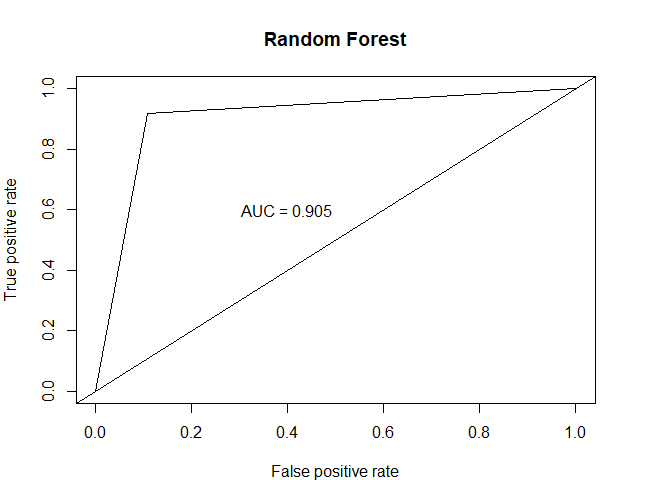 Random Forest
True positive rate
1.0
0.8
0.6
0.4
0.2
0.0
AUC = 0.905
0.0 0.2 0.4 0.6 0.8 1.0
False positive rate